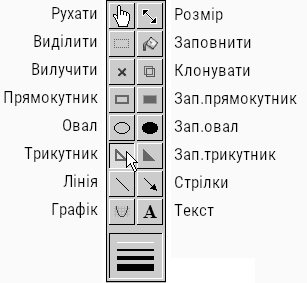 Рухати Розмір
Виділити Заповнити
Вилучити Клонувати
Прямокутник Зап.прямокутник
Овал Зап.овал
Трикутник Зап.трикутник
Лінія Стрілки
Графік A Текст